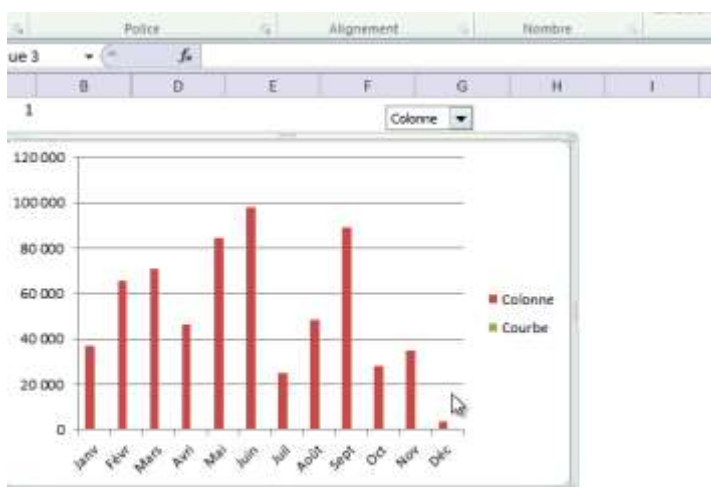 Police Alignement Nombre
ue 3 fx
B D E F G H I
1
Colonne
120 000
100 000
80 000
60 000
40 000
20 000
0
Colonne
Courbe
Janv Févr Mars Avri Mai Juin Juil Août Sept Oct Nov Déc